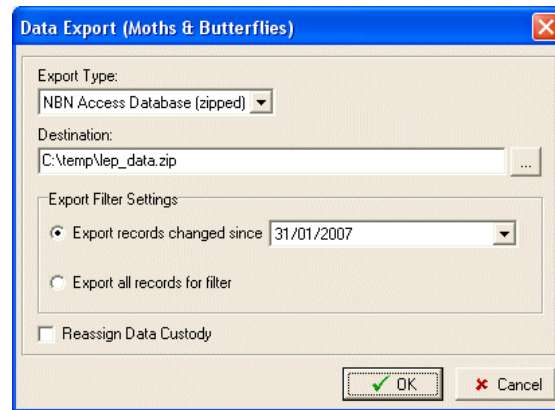 Data Export (Moths & Butterflies)
Export Type:
NBN Access Database (zipped)
Destination:
C:\temp\lep_data.zip
...
Export Filter Settings
Export records changed since 31/01/2007
Export all records for filter
Reassign Data Custody
OK Cancel